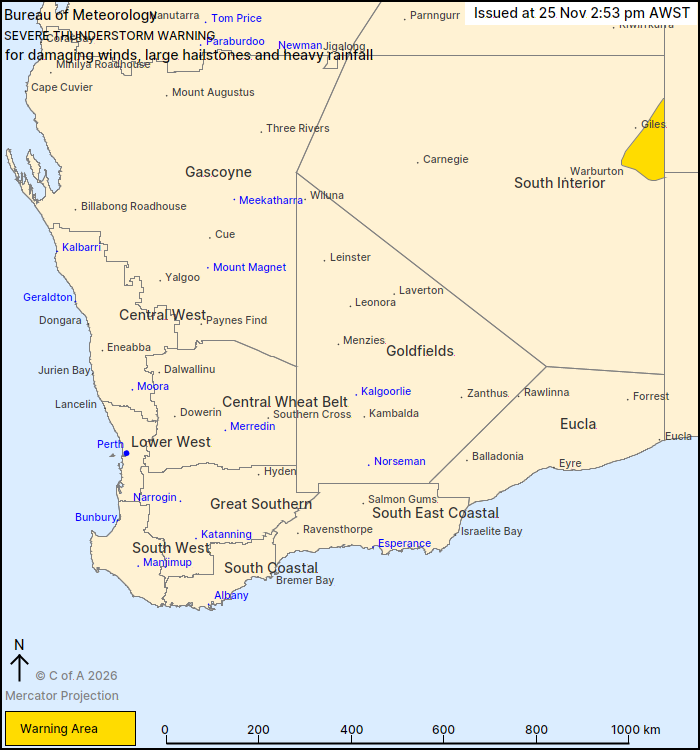 Bureau of Meteorology
SEVERE THUNDERSTORM WARNING
for damaging winds, large hailstones and heavy rainfall
Issued at 25 Nov 2:53 pm AWST
Nanutarra
Tom Price
Parnngurr
Kiwirrkurra
Coral Bay
Paraburdoo
Newman
Jigalong
Minilya Roadhouse
Cape Cuvier
Mount Augustus
Three Rivers
Giles
Carnegie
Warburton
Gascoyne
South Interior
Billabong Roadhouse
Meekatharra
Wiluna
Cue
Kalbarri
Leinster
Mount Magnet
Yalgoo
Laverton
Geraldton
Leonora
Central West
Dongara
Paynes Find
Menzies
Eneabba
Goldfields
Jurien Bay
Dalwallinu
Moora
Kalgoorlie
Zanthus
Rawlinna
Forrest
Lancelin
Central Wheat Belt
Dowerin
Southern Cross
Kambalda
Merredin
Eucla
Eucla
Perth
Lower West
Balladonia
Norseman
Eyre
Hyden
Narrogin
Great Southern
Salmon Gums
South East Coastal
Bunbury
Ravensthorpe
Israelite Bay
Katanning
Esperance
South West
Manjimup
South Coastal
Bremer Bay
Albany
N
© C of A 2026
Mercator Projection
Warning Area
0 200 400 600 800 1000 km